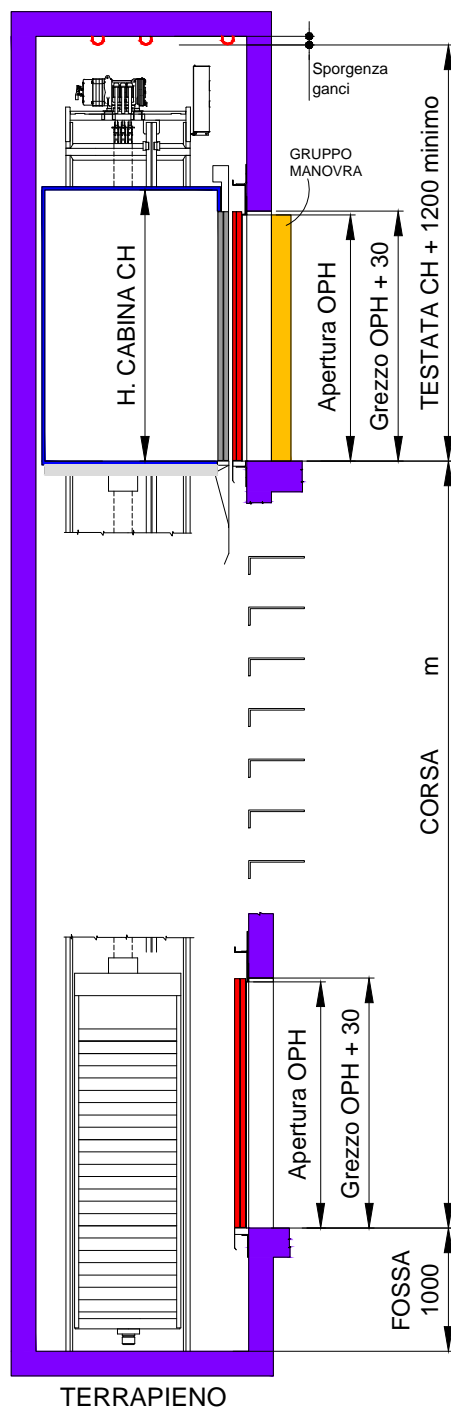 Sporgenza
ganci
GRUPPO
MANOVRA
H. CABINA CH
Apertura OPH
Grezzo OPH + 30
TESTATA CH + 1200 minimo
m
CORSA
Apertura OPH
Grezzo OPH + 30
FOSSA
1000
TERRAPIENO